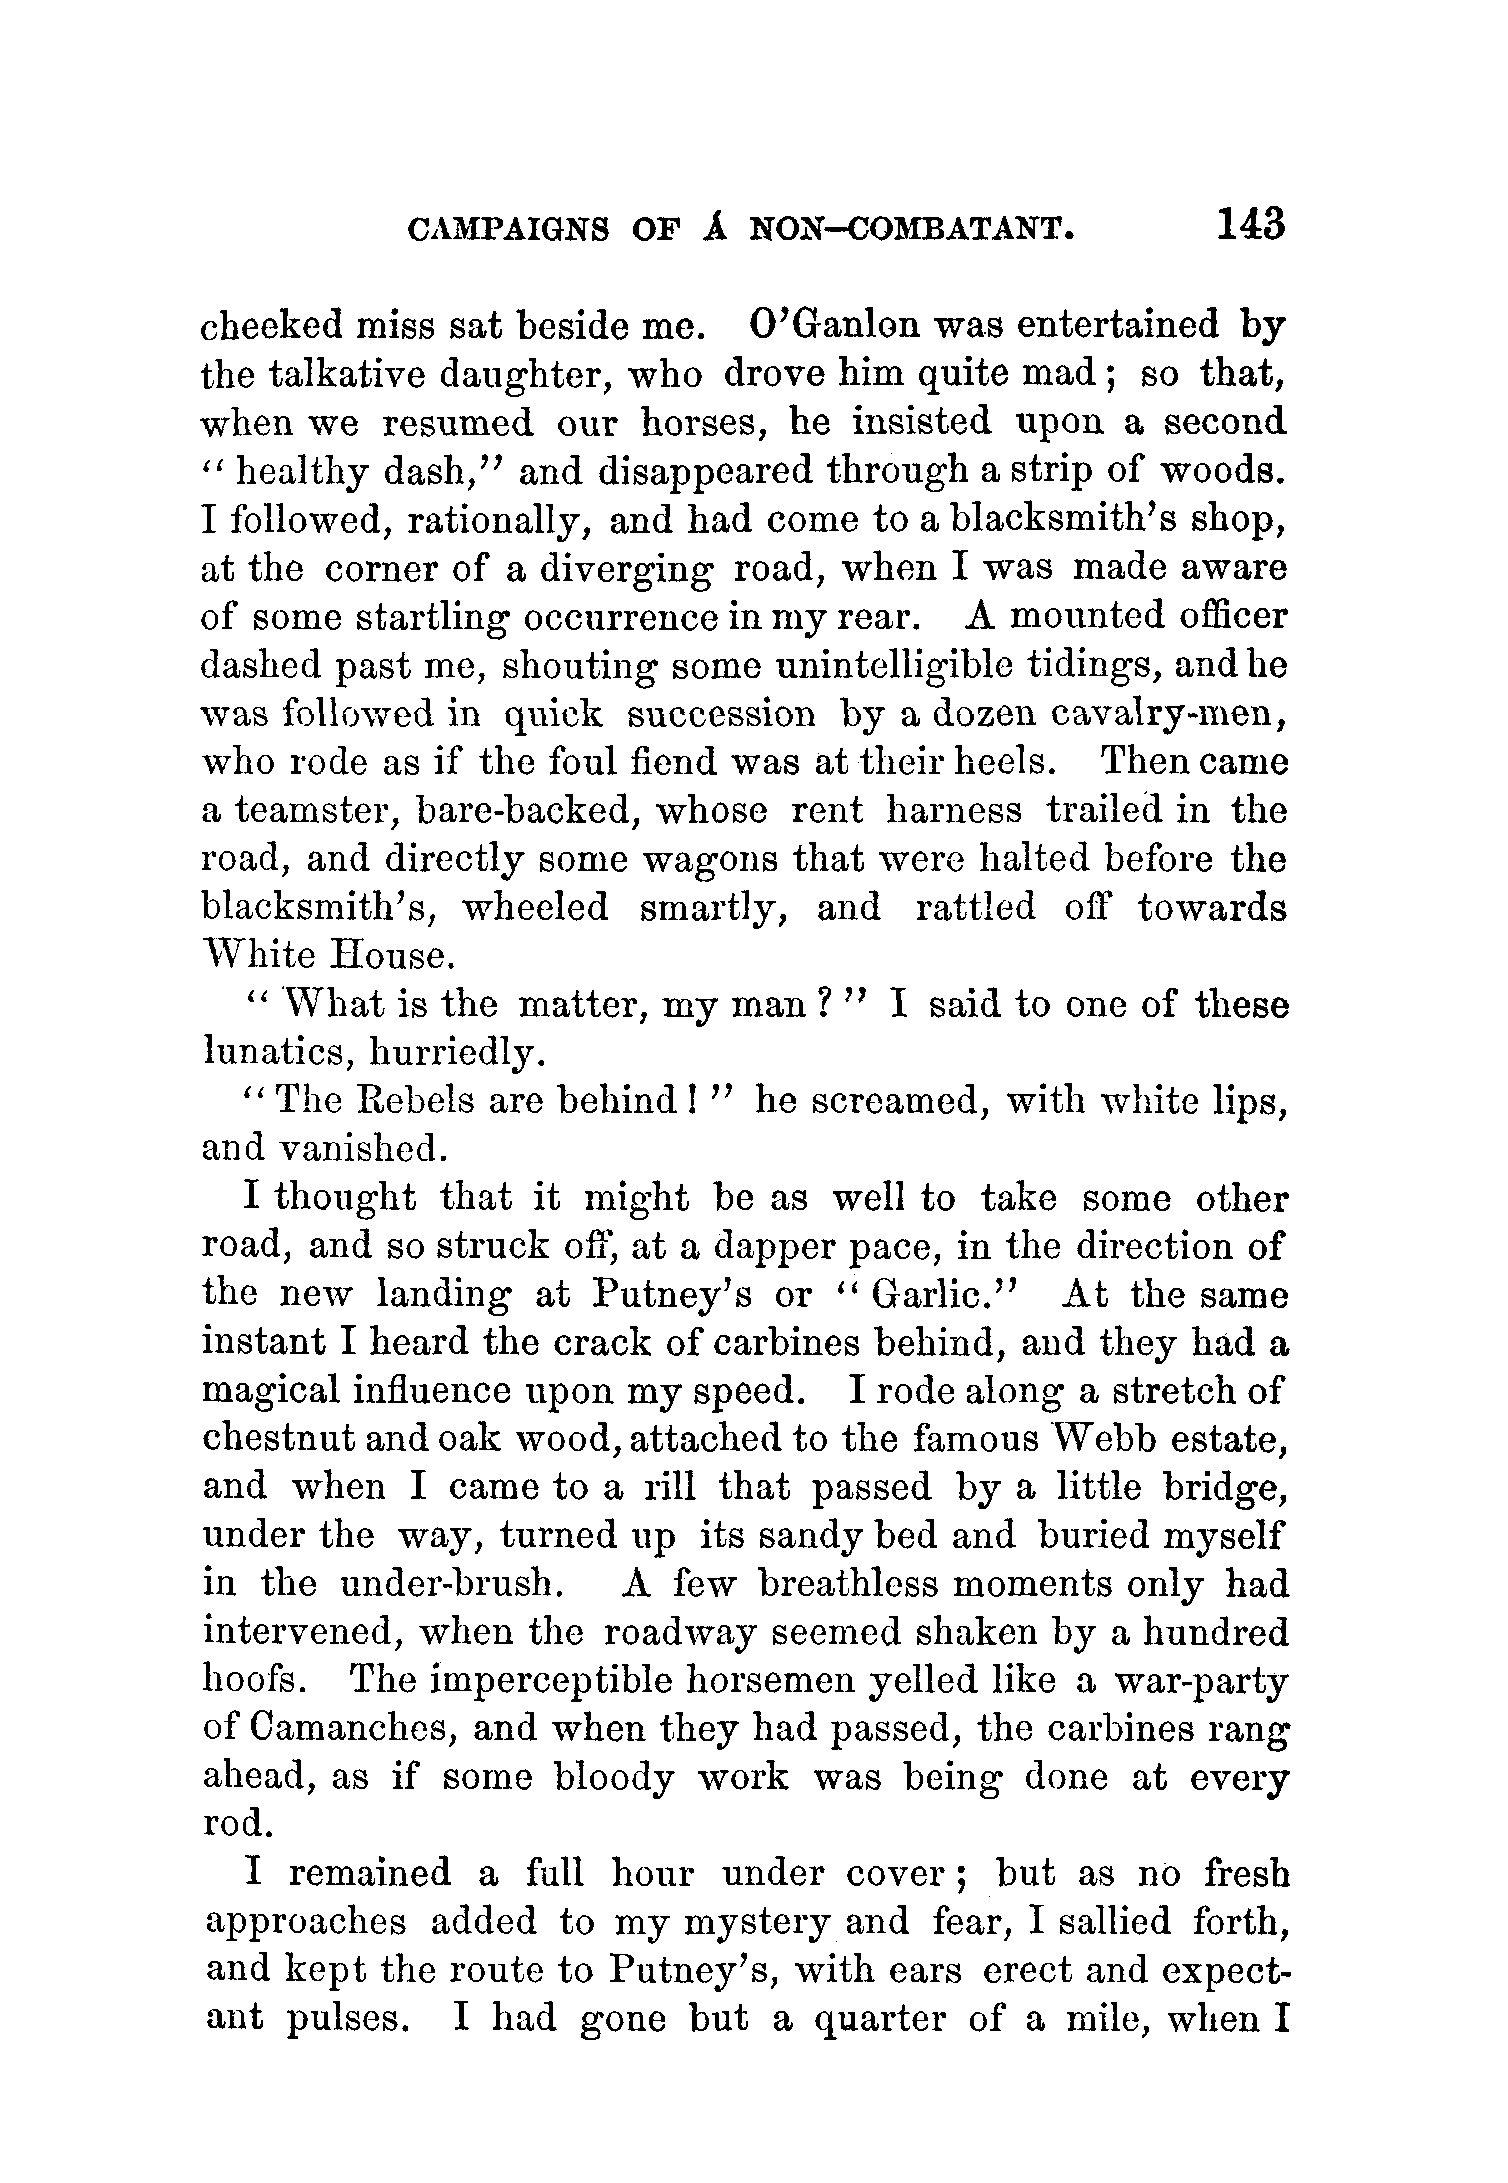 CAMPAIGNS OF A NON-COMBATANT. 143
cheeked miss sat beside me. O'Ganlon was entertained by
the talkative daughter, who drove him quite mad; so that,
when we resumed our horses, he insisted upon a second
"healthy dash," and disappeared through a strip of woods.
I followed, rationally, and had come to a blacksmith's shop,
at the corner of a diverging road, when I was made aware
of some startling occurrence in my rear. A mounted officer
dashed past me, shouting some unintelligible tidings, and he
was followed in quick succession by a dozen cavalry-men,
who rode as if the foul fiend was at their heels. Then came
a teamster, bare-backed, whose rent harness trailed in the
road, and directly some wagons that were halted before the
blacksmith's, wheeled smartly, and rattled off towards
White House.
"What is the matter, my man?" I said to one of these
lunatics, hurriedly.
"The Rebels are behind!" he screamed, with white lips,
and vanished.
I thought that it might be as well to take some other
road, and so struck off, at a dapper pace, in the direction of
the new landing at Putney's or "Garlic." At the same
instant I heard the crack of carbines behind, and they had a
magical influence upon my speed. I rode along a stretch of
chestnut and oak wood, attached to the famous Webb estate,
and when I came to a rill that passed by a little bridge,
under the way, turned up its sandy bed and buried myself
in the under-brush. A few breathless moments only had
intervened, when the roadway seemed shaken by a hundred
hoofs. The imperceptible horsemen yelled like a war-party
of Camanches, and when they had passed, the carbines rang
ahead, as if some bloody work was being done at every
rod.
I remained a full hour under cover; but as no fresh
approaches added to my mystery and fear, I sallied forth,
and kept the route to Putney's, with ears erect and expect-
ant pulses. I had gone but a quarter of a mile, when I